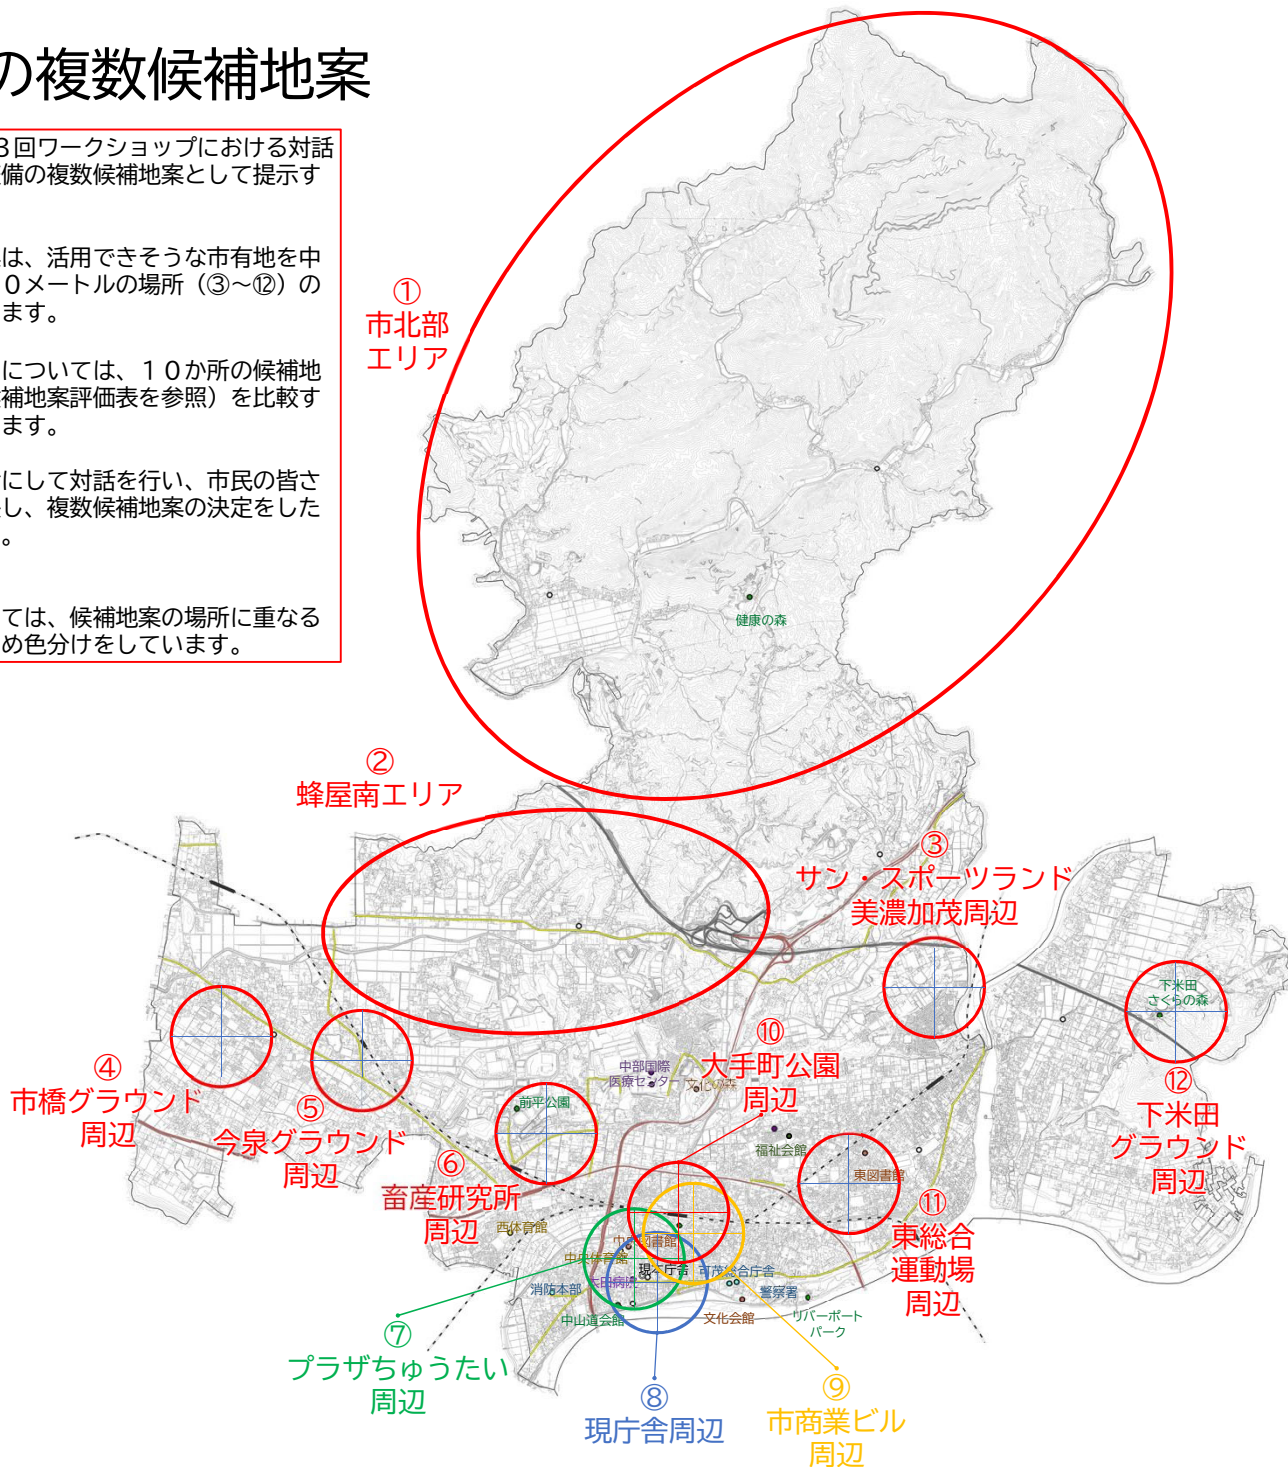 の複数候補地案
3回ワークショップにおける対話
備の複数候補地案として提示す
は、活用できそうな市有地を中
０メートルの場所（③～⑫）の
ます。
については、１０か所の候補地
補地案評価表を参照）を比較す
ます。
にして対話を行い、市民の皆さ
し、複数候補地案の決定をした
。
ては、候補地案の場所に重なる
め色分けをしています。
①
市北部
エリア
健康の森
②
蜂屋南エリア
③
サン・スポーツランド
美濃加茂周辺
下米田
さくらの森
④
市橋グラウンド
周辺
⑤
今泉グラウンド
周辺
前平公園
⑥
畜産研究所
周辺
中部国際
医療センター
文化の森
⑩
大手町公園
周辺
福祉会館
東図書館
⑪
東総合
運動場
周辺
⑫
下米田
グラウンド
周辺
西体育館
中央図書館
中央体育館
現本庁舎
可茂総合庁舎
太田病院
消防本部
警察署
中山道会館
文化会館
リバーポート
パーク
⑦
プラザちゅうたい
周辺
⑧
現庁舎周辺
⑨
市商業ビル
周辺